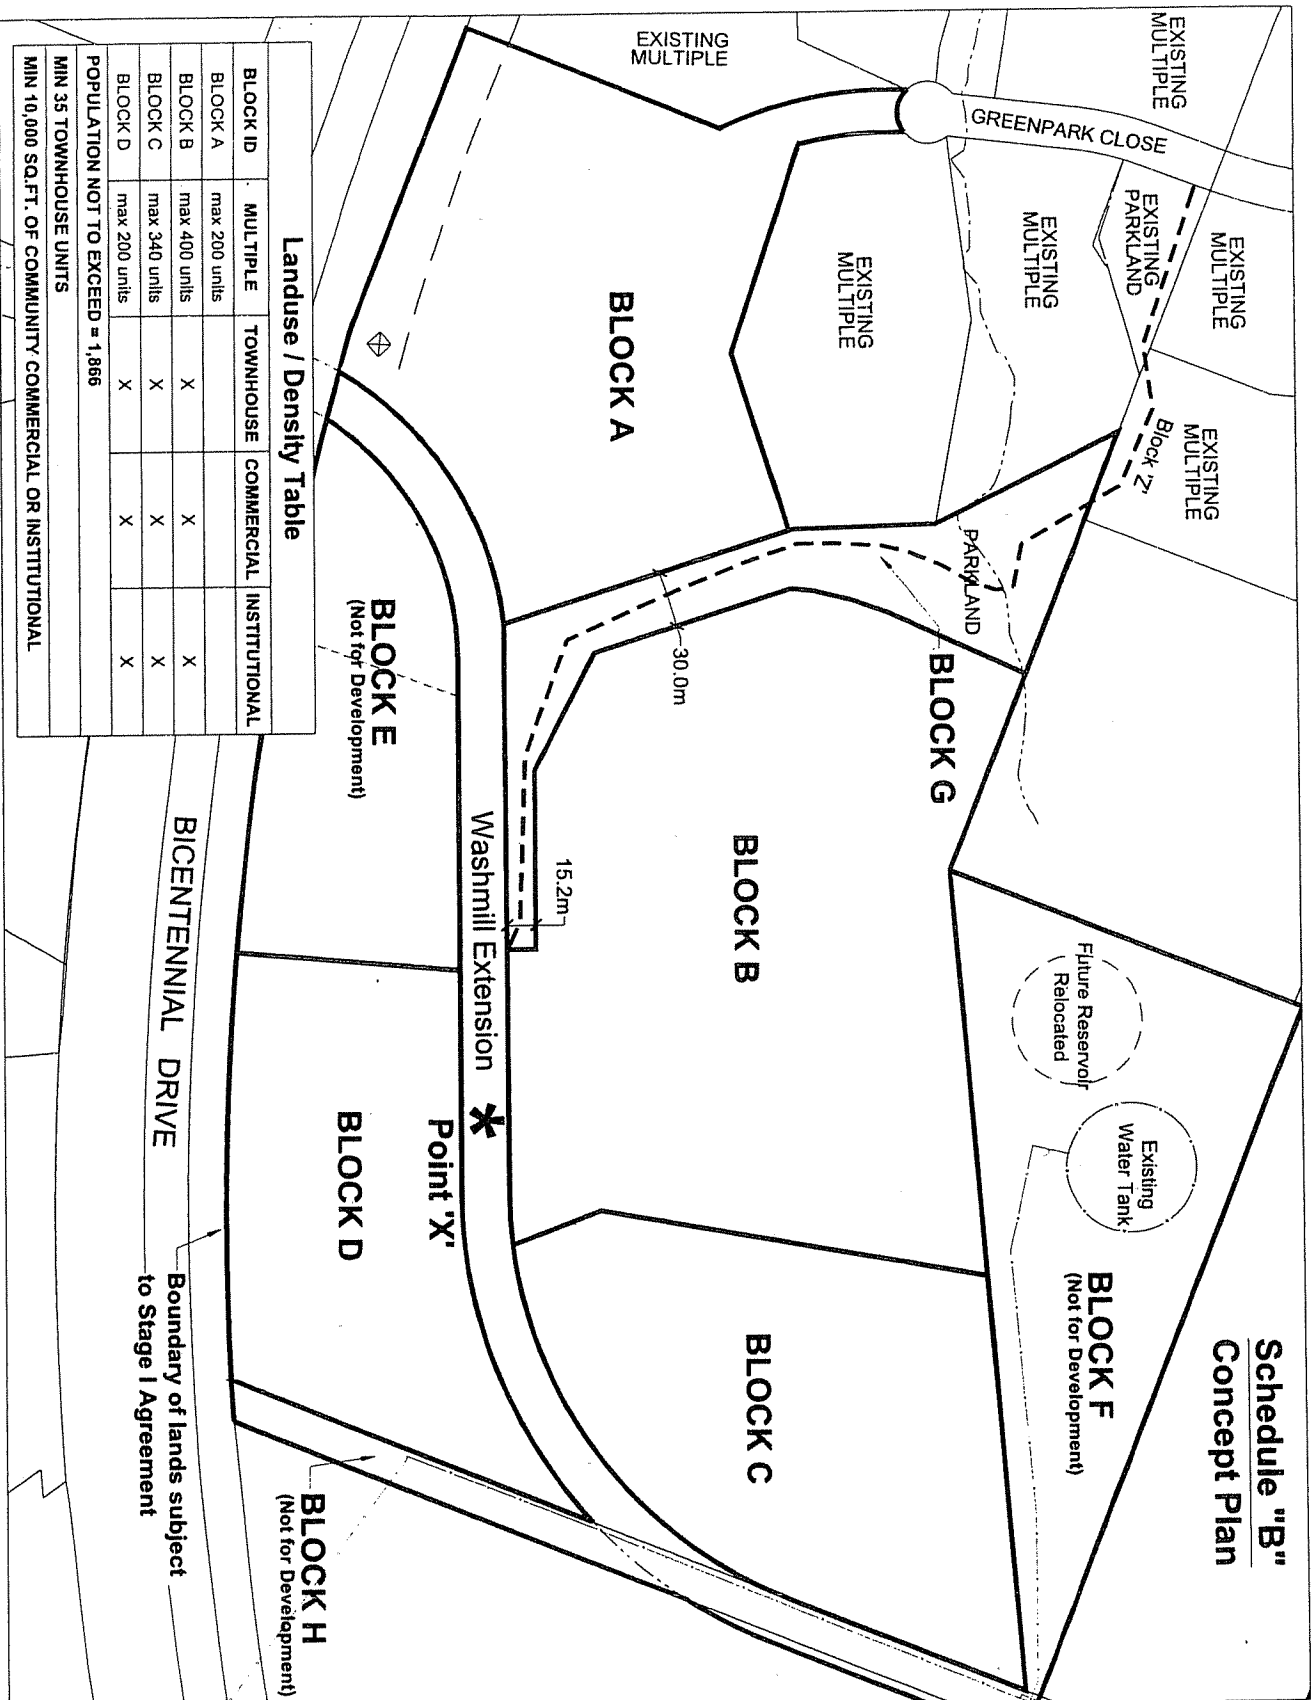 Schedule "B"
Concept Plan
EXISTING
MULTIPLE
GREENPARK CLOSE
EXISTING
MULTIPLE
EXISTING
PARKLAND
EXISTING
MULTIPLE
EXISTING
MULTIPLE
Block 'Z'
EXISTING
MULTIPLE
EXISTING
MULTIPLE
PARKLAND
BLOCK G
30.0m
Future Reservoir
Relocated
Existing
Water Tank
BLOCK F
(Not for Development)
BLOCK A
BLOCK B
BLOCK C
15.2m
Washmill Extension
Point 'X'
BLOCK E
(Not for Development)
BLOCK D
BLOCK H
(Not for Development)
BICENTENNIAL DRIVE
Boundary of lands subject
to Stage I Agreement
Landuse / Density Table
BLOCK ID MULTIPLE TOWNHOUSE COMMERCIAL INSTITUTIONAL
BLOCK A max 200 units
BLOCK B max 400 units X X X
BLOCK C max 340 units X X X
BLOCK D max 200 units X X X
POPULATION NOT TO EXCEED = 1,866
MIN 35 TOWNHOUSE UNITS
MIN 10,000 SQ.FT. OF COMMUNITY COMMERCIAL OR INSTITUTIONAL